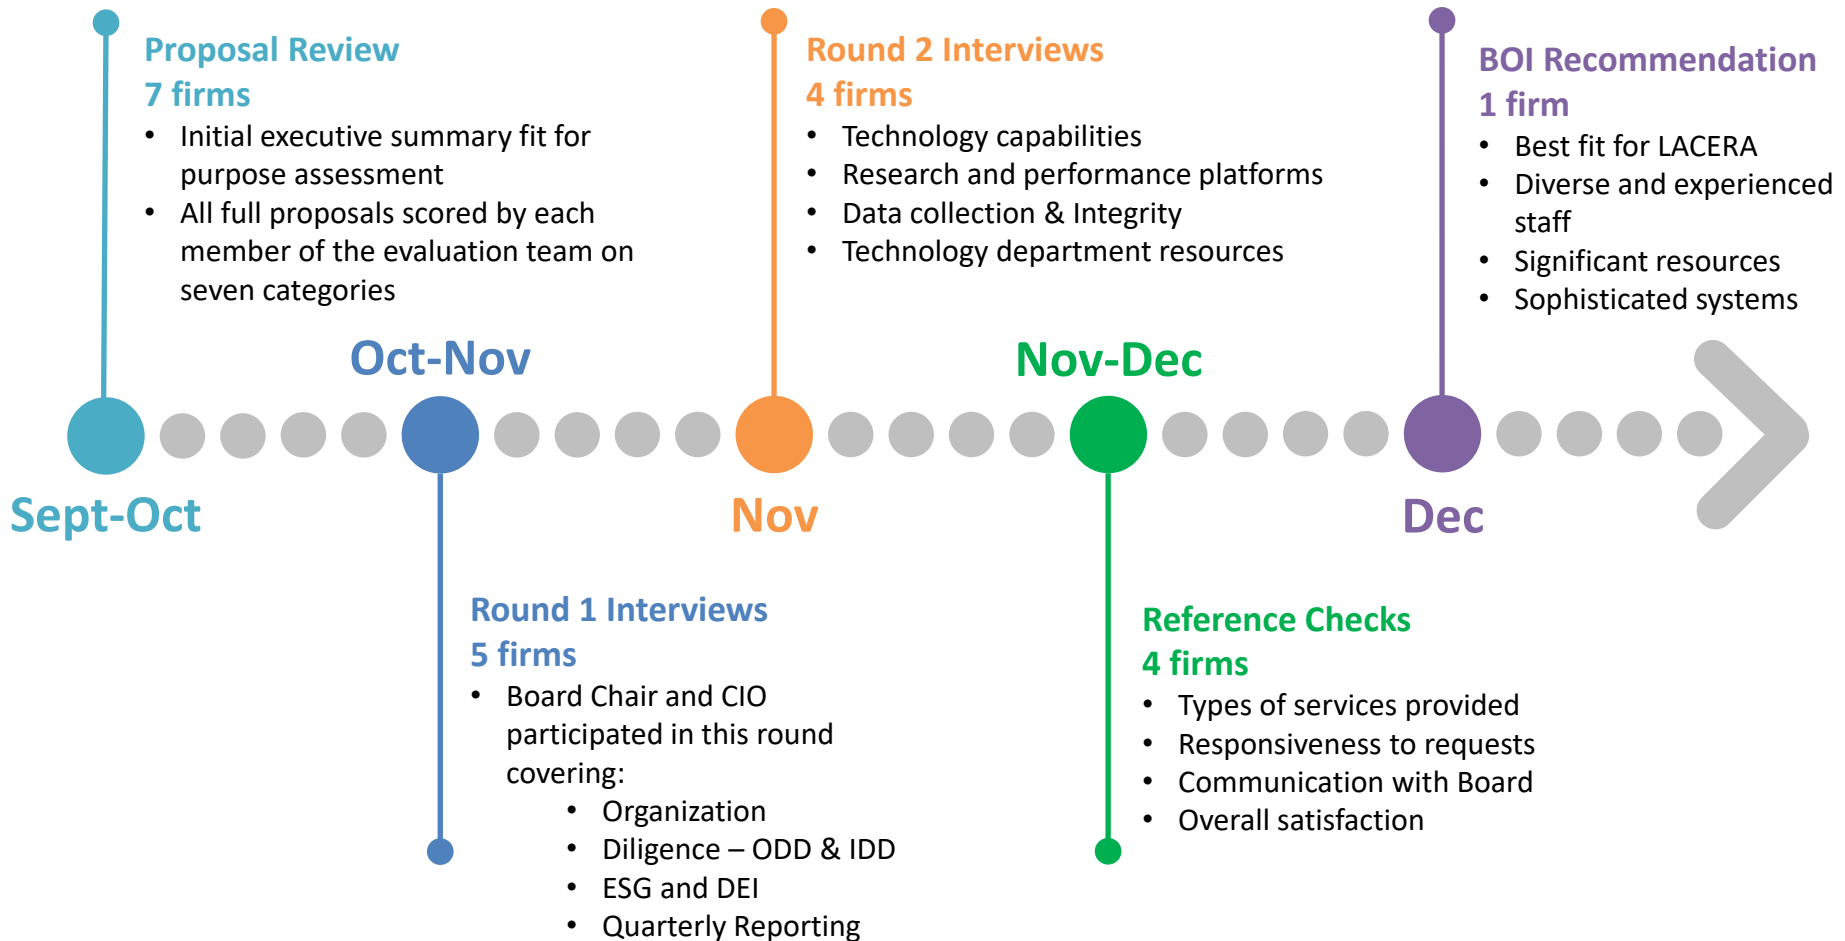 Proposal Review
7 firms
• Initial executive summary fit for
purpose assessment
• All full proposals scored by each
member of the evaluation team on
seven categories
Round 2 Interviews
4 firms
• Technology capabilities
• Research and performance platforms
• Data collection & Integrity
• Technology department resources
BOI Recommendation
1 firm
• Best fit for LACERA
• Diverse and experienced
staff
• Significant resources
• Sophisticated systems
Oct-Nov
Nov-Dec
Sept-Oct
Nov
Dec
Round 1 Interviews
5 firms
• Board Chair and CIO
participated in this round
covering:
• Organization
• Diligence – ODD & IDD
• ESG and DEI
• Quarterly Reporting
Reference Checks
4 firms
• Types of services provided
• Responsiveness to requests
• Communication with Board
• Overall satisfaction